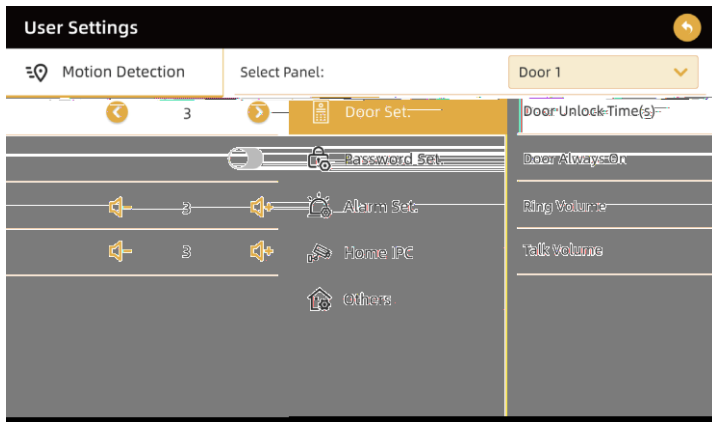 User Settings
Motion Detection Select Panel: Door 1
3 Door Set. Door Unlock Time(s)
Password Set. Door Always On
3 Alarm Set. Ring Volume
3 Home IPC Talk Volume
Others